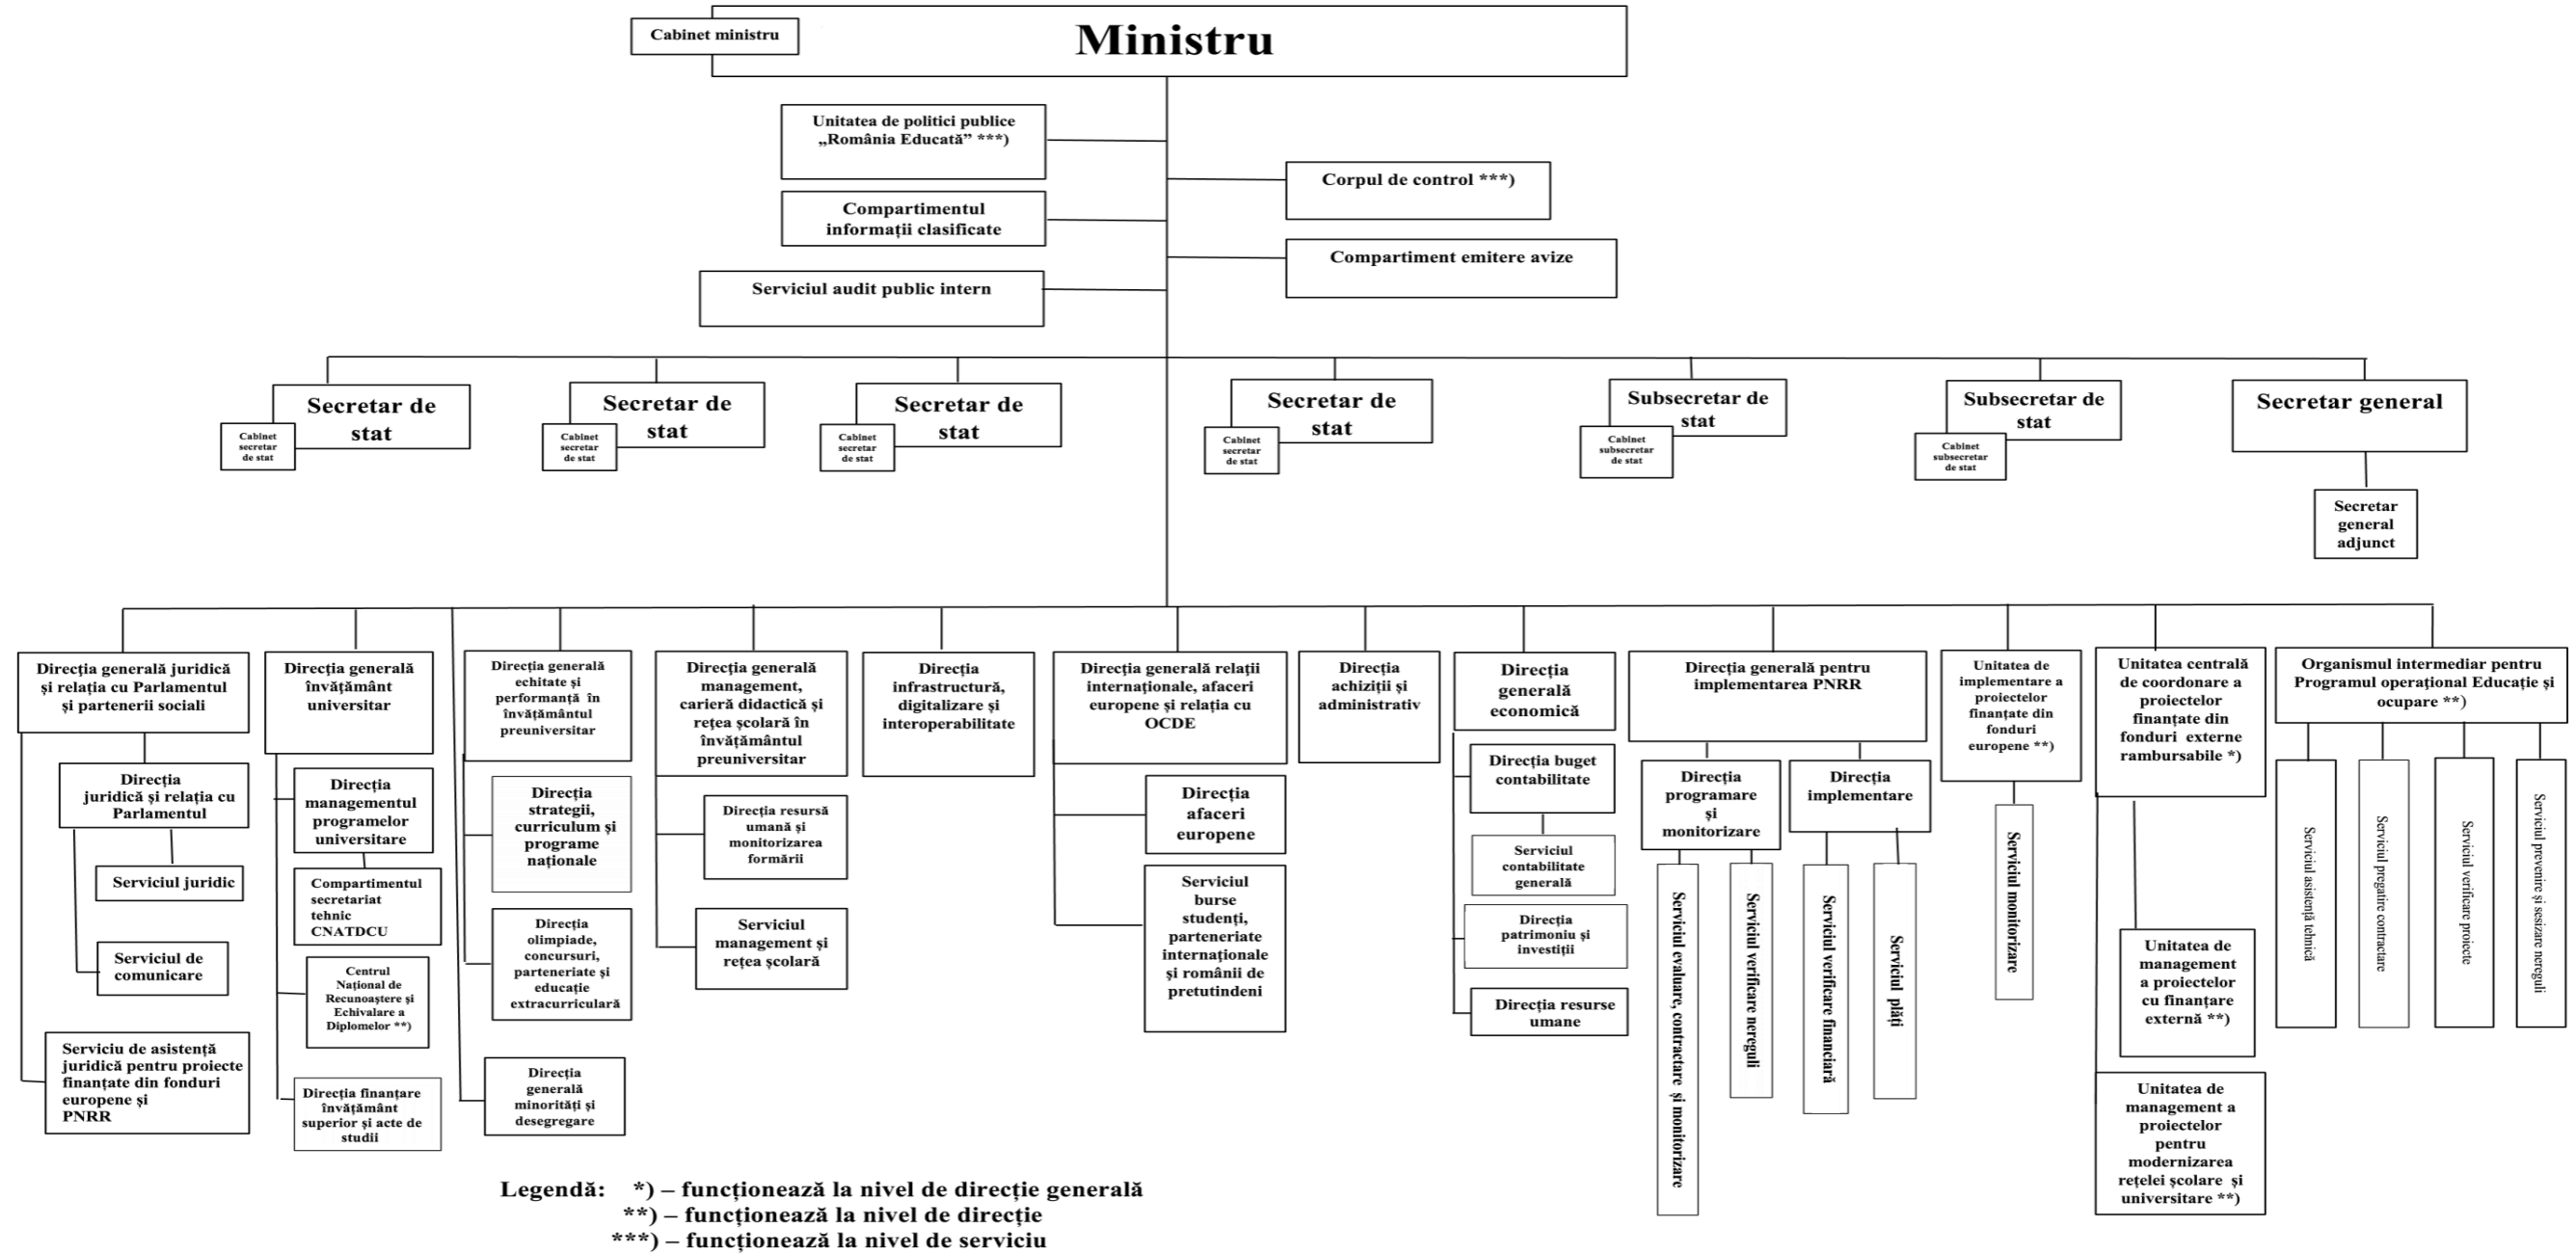 Cabinet ministru
Ministru
Unitatea de politici publice
„România Educată” ***)
Corpul de control ***)
Compartimentul
informații clasificate
Compartiment emitere avize
Serviciul audit public intern
Secretar de
stat
Cabinet
secretar
de stat
Secretar de
stat
Cabinet
secretar
de stat
Secretar de
stat
Cabinet
secretar
de stat
Secretar de
stat
Cabinet
secretar
de stat
Subsecretar de
stat
Cabinet
subsecretar
de stat
Subsecretar de
stat
Cabinet
subsecretar
de stat
Secretar general
Secretar
general
adjunct
Direcţia generală juridică
și relația cu Parlamentul
și partenerii sociali
Direcția
juridică și relația cu
Parlamentul
Serviciul juridic
Serviciul de
comunicare
Serviciu de asistență
juridică pentru proiecte
finanțate din fonduri
europene și
PNRR
Direcția generală
învăţământ
universitar
Direcția
managementul
programelor
universitare
Compartimentul
secretariat
tehnic
CNATDCU
Centrul
Național de
Recunoaștere și
Echivalare a
Diplomelor **)
Direcția finanțare
învățământ
superior și acte de
studii
Direcția generală
echitate și
performanță în
învățământul
preuniversitar
Direcția
strategii,
curriculum și
programe
naționale
Direcția
olimpiade,
concursuri,
parteneriate și
educație
extracurriculară
Direcția
generală
minorități și
desegregare
Direcţia generală
management,
carieră didactică și
reţea școlară în
învățământul
preuniversitar
Direcția resursă
umană și
monitorizarea
formării
Serviciul
management și
rețea școlară
Direcția
infrastructură,
digitalizare și
interoperabilitate
Direcţia generală relații
internaţionale, afaceri
europene și relația cu
OCDE
Direcția
afaceri
europene
Serviciul
burse
studenți,
parteneriate
internaționale
și românii de
pretutindeni
Direcția
achiziții și
administrativ
Direcția
generală
economică
Direcția buget
contabilitate
Serviciul
contabilitate
generală
Direcția
patrimoniu și
investiții
Direcția resurse
umane
Direcția generală pentru
implementarea PNRR
Direcția
programare
și
monitorizare
Serviciul evaluare, contractare și monitorizare
Serviciul verificare nereguli
Direcția
implementare
Serviciul verificare financiară
Serviciul plăți
Unitatea de
implementare a
proiectelor
finanțate din
fonduri
europene **)
Serviciul monitorizare
Unitatea centrală
de coordonare a
proiectelor
finanțate din
fonduri externe
rambursabile *)
Unitatea de
management
a proiectelor
cu finanțare
externă **)
Unitatea de
management a
proiectelor
pentru
modernizarea
rețelei școlare și
universitare **)
Organismul intermediar pentru
Programul operaţional Educație și
ocupare **)
Serviciul asistență tehnică
Serviciul pregatire contractare
Serviciul verificare proiecte
Serviciul prevenire și sesizare nereguli
Legendă: *) – funcționează la nivel de direcție generală
**) – funcționează la nivel de direcție
***) – funcționează la nivel de serviciu